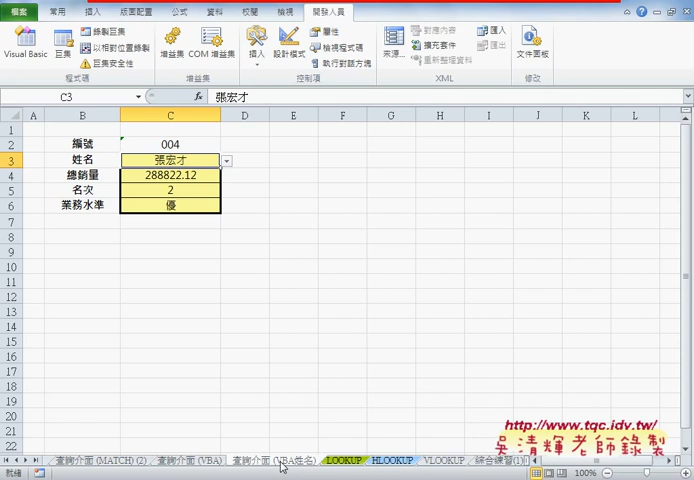 檔案 常用 插入 版面配置 公式 資料 校閱 檢視 開發人員
Visual Basic
巨集
錄製巨集
以相對位置錄製
巨集安全性
程式碼
增益集
COM 增益集
增益集
插入
設計模式
屬性
檢視程式碼
執行對話方塊
控制項
來源...
對應內容
擴充套件
重新整理資料
匯入
匯出
XML
文件面板
修改
C3
fx
張宏才
A B C D E F G H I J K L
1
2 編號 004
3 姓名 張宏才
4 總銷量 288822.12
5 名次 2
6 業務水準 優
7
8
9
10
11
12
13
14
15
16
17
18
19
20
21
22
http://www.tqc.idv.tw/
吳清輝老師錄製
查詢介面 (MATCH) (2) 查詢介面 (VBA) 查詢介面 (VBA姓名) LOOKUP HLOOKUP VLOOKUP 綜合練習(1)
就緒
100%